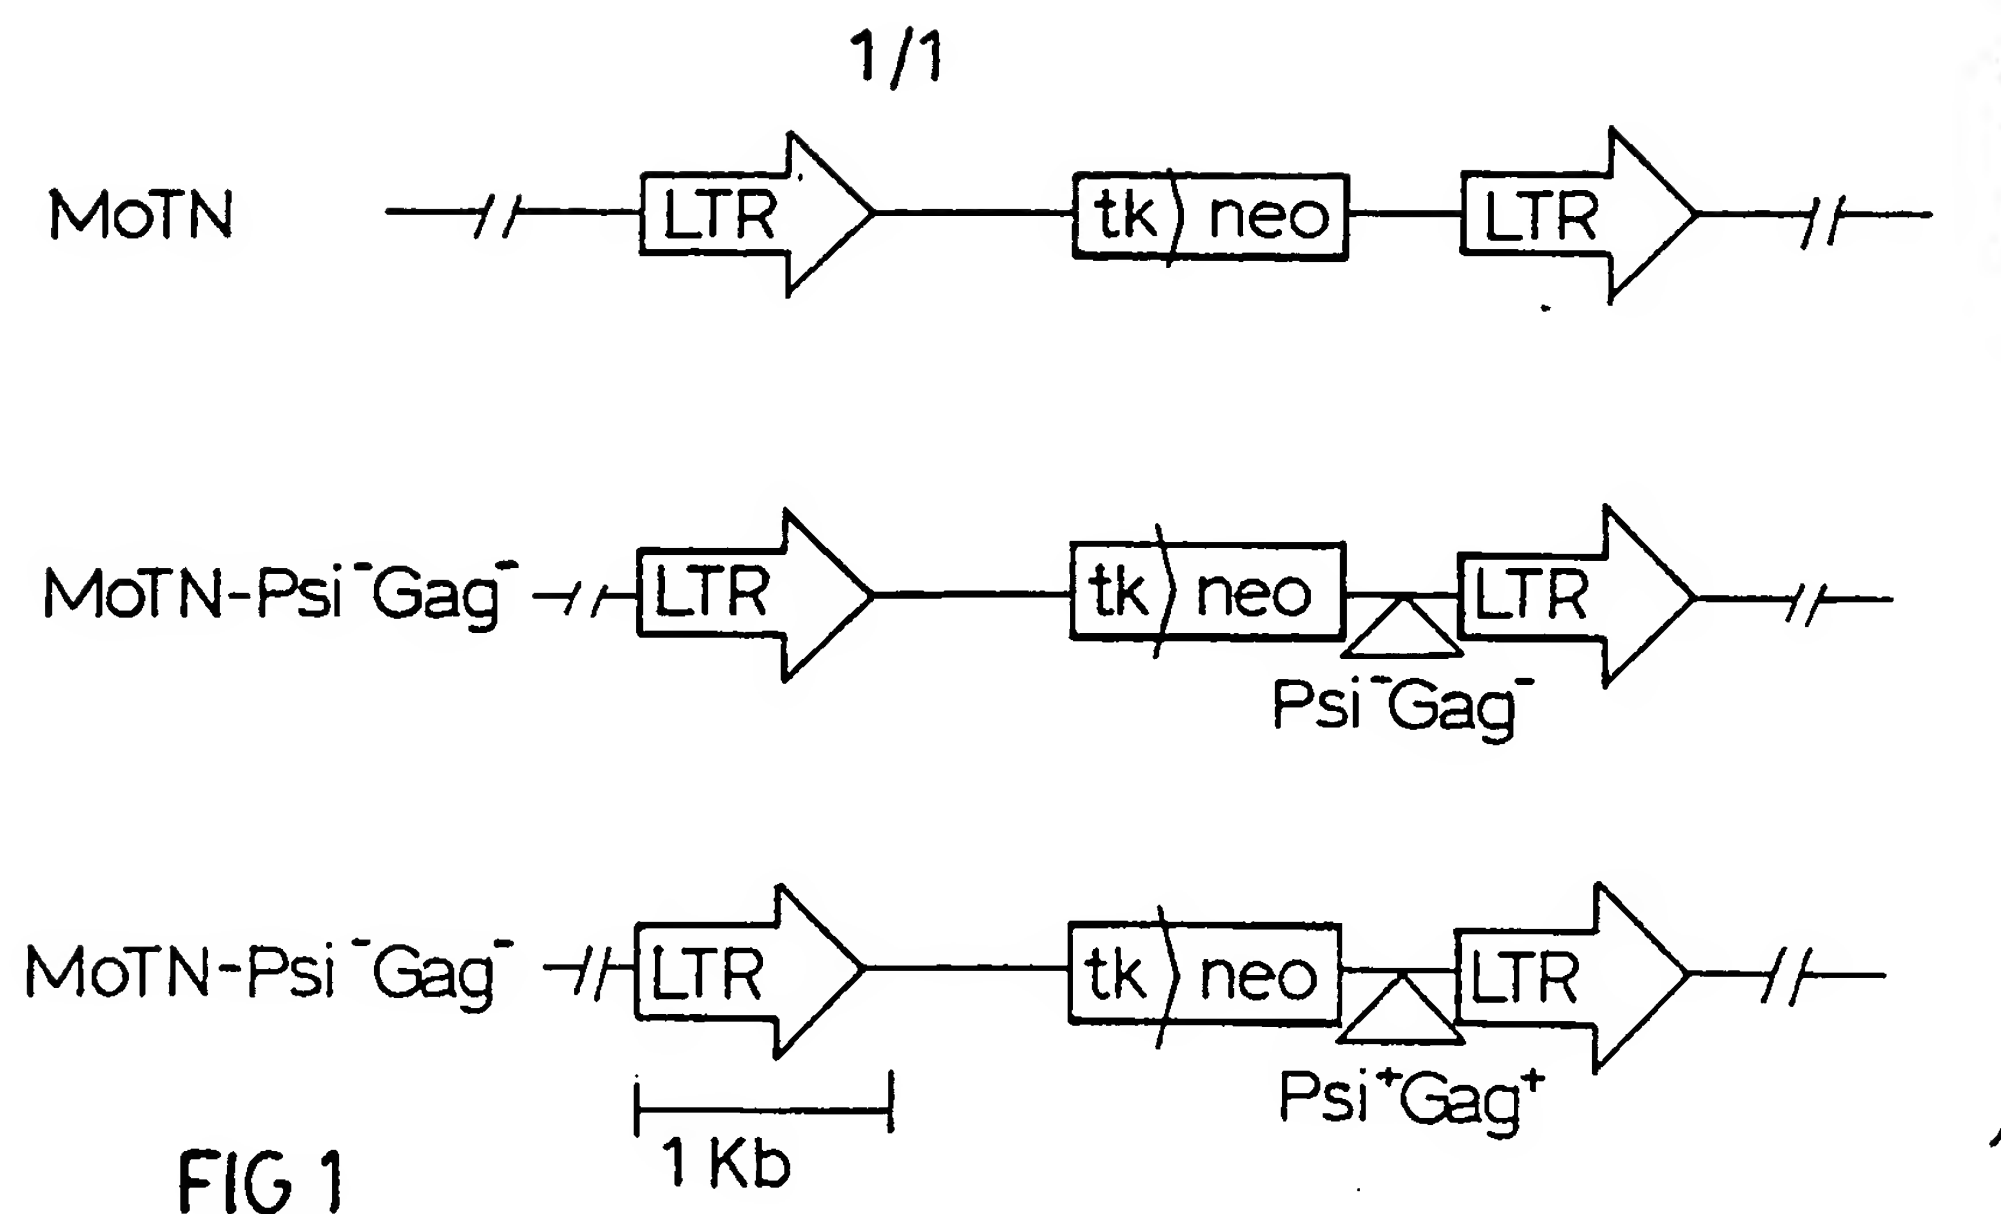 1/1
MoTN LTR tk neo LTR
MoTN-Psi⁻Gag⁻ LTR tk neo LTR
Psi⁻Gag⁻
MoTN-Psi⁻Gag⁻ LTR tk neo LTR
Psi⁺Gag⁺
1 Kb
FIG 1